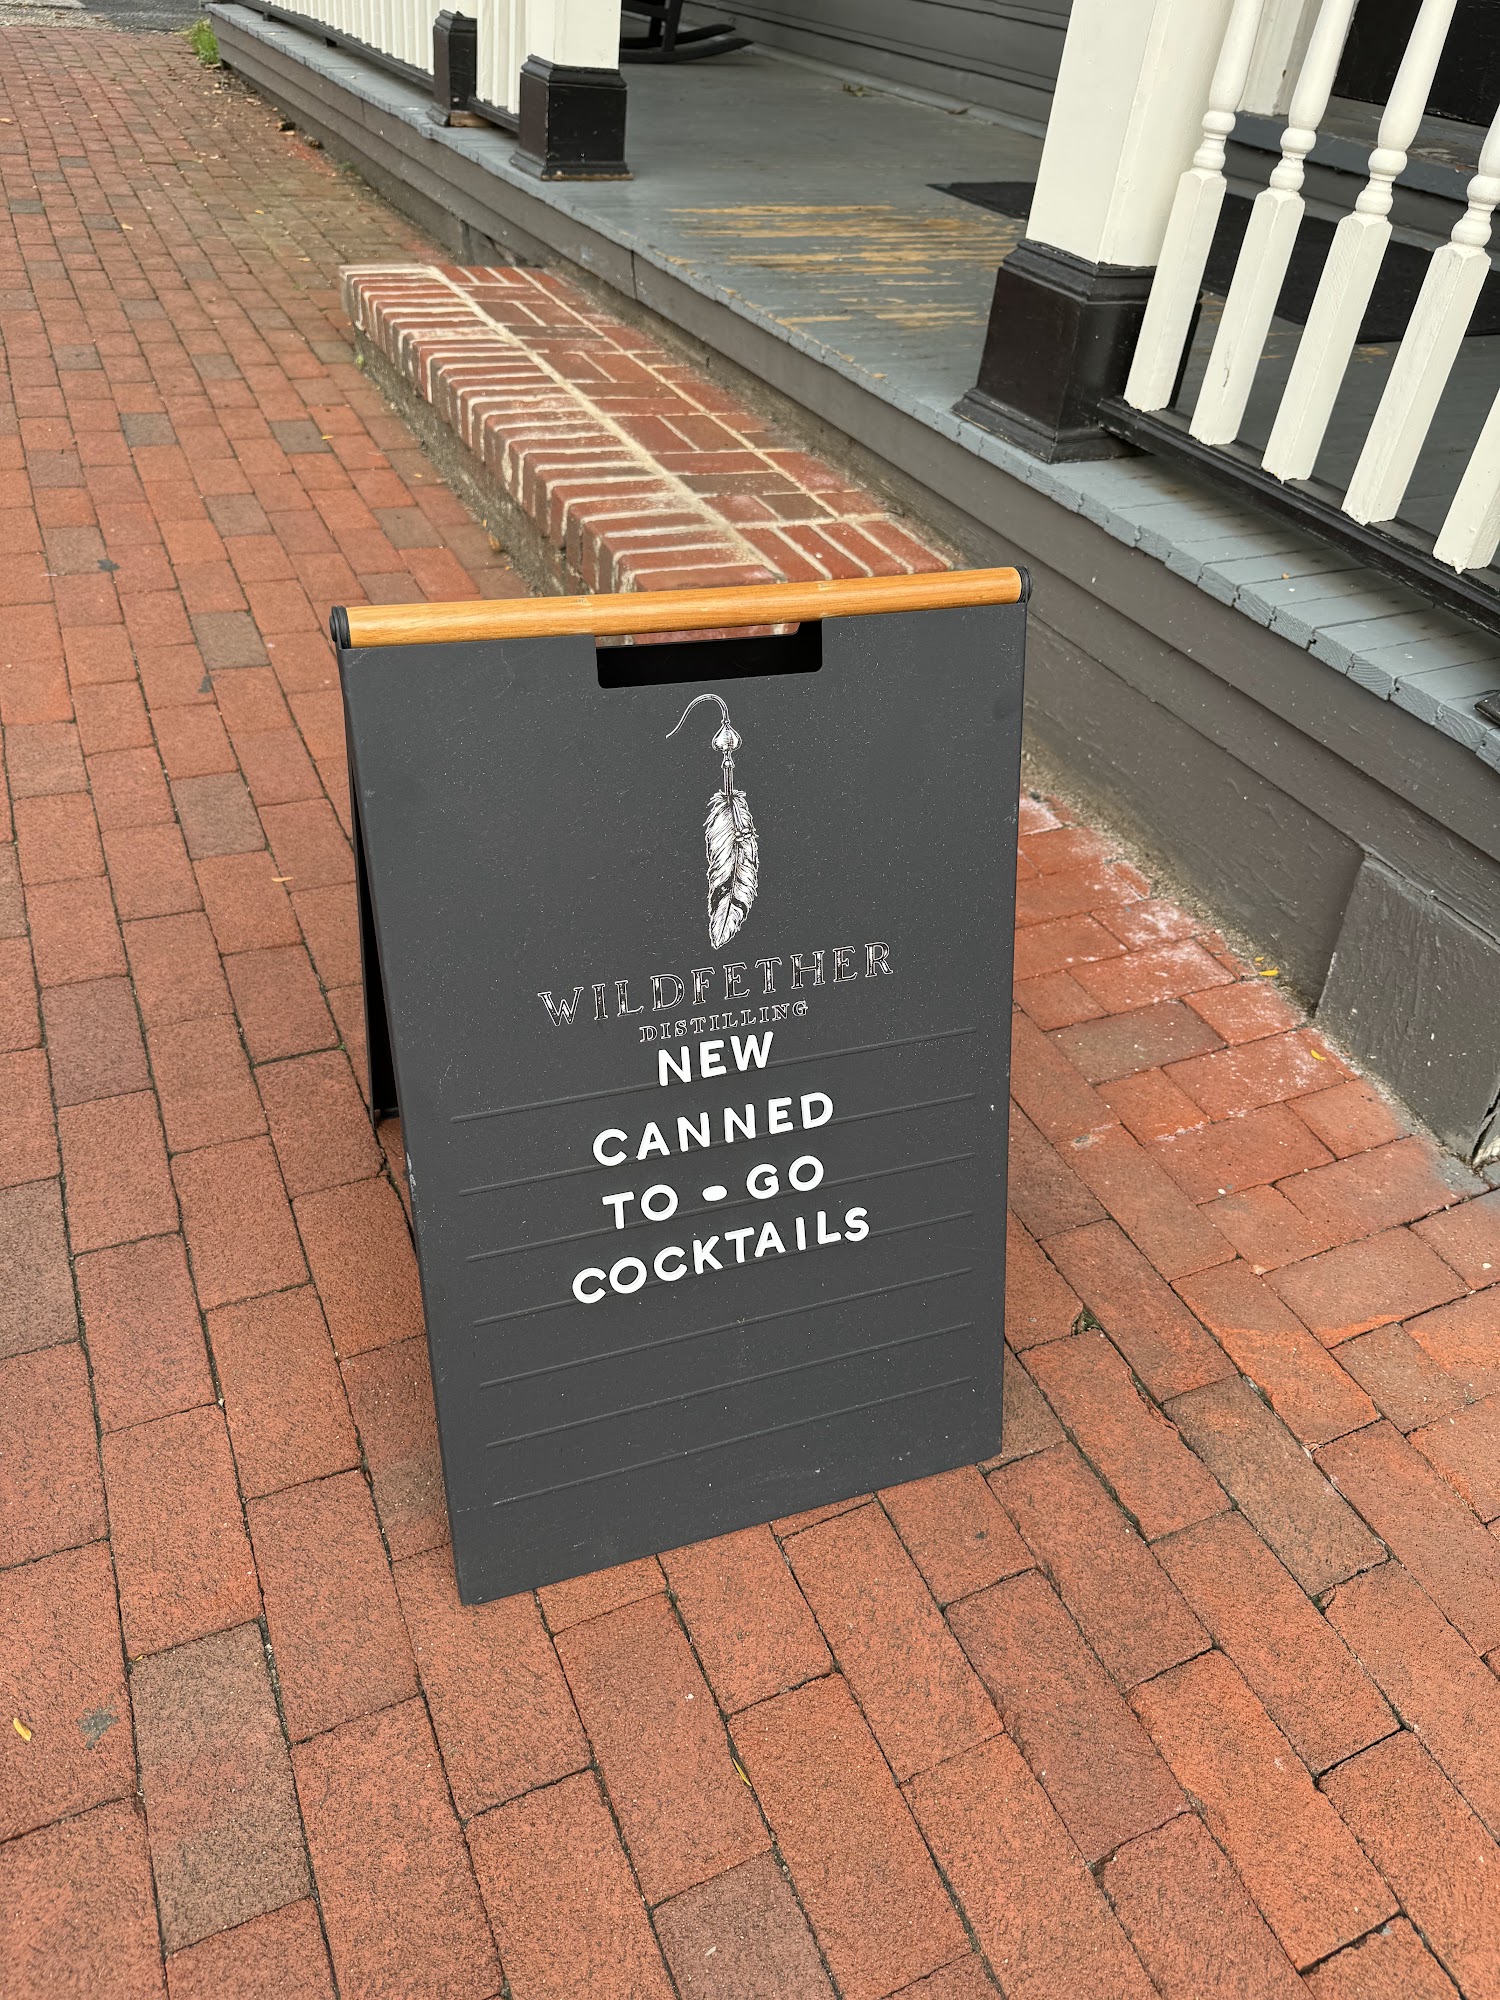 WILDFETHER
DISTILLING
NEW
CANNED
TO-GO
COCKTAILS